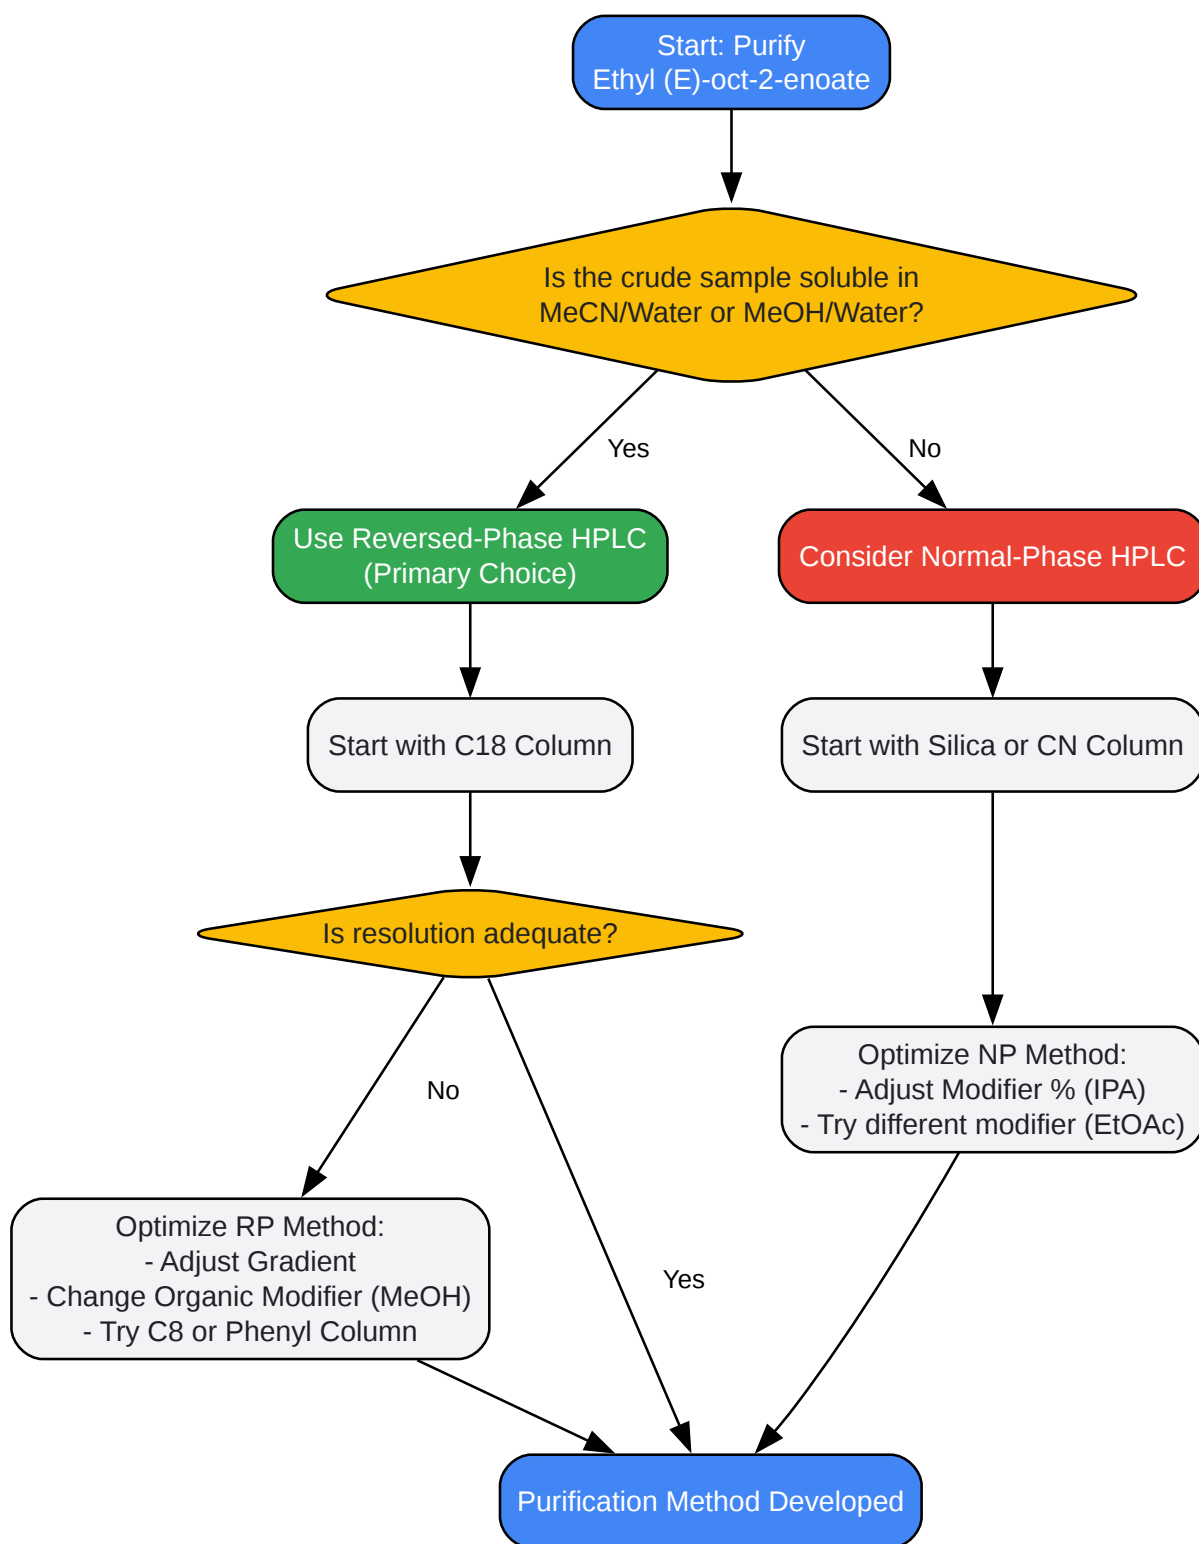 Start: Purify
Ethyl (E)-oct-2-enoate
Is the crude sample soluble in
MeCN/Water or MeOH/Water?
Yes
No
Use Reversed-Phase HPLC
(Primary Choice)
Consider Normal-Phase HPLC
Start with C18 Column
Start with Silica or CN Column
Is resolution adequate?
No
Yes
Optimize NP Method:
- Adjust Modifier % (IPA)
- Try different modifier (EtOAc)
Optimize RP Method:
- Adjust Gradient
- Change Organic Modifier (MeOH)
- Try C8 or Phenyl Column
Purification Method Developed